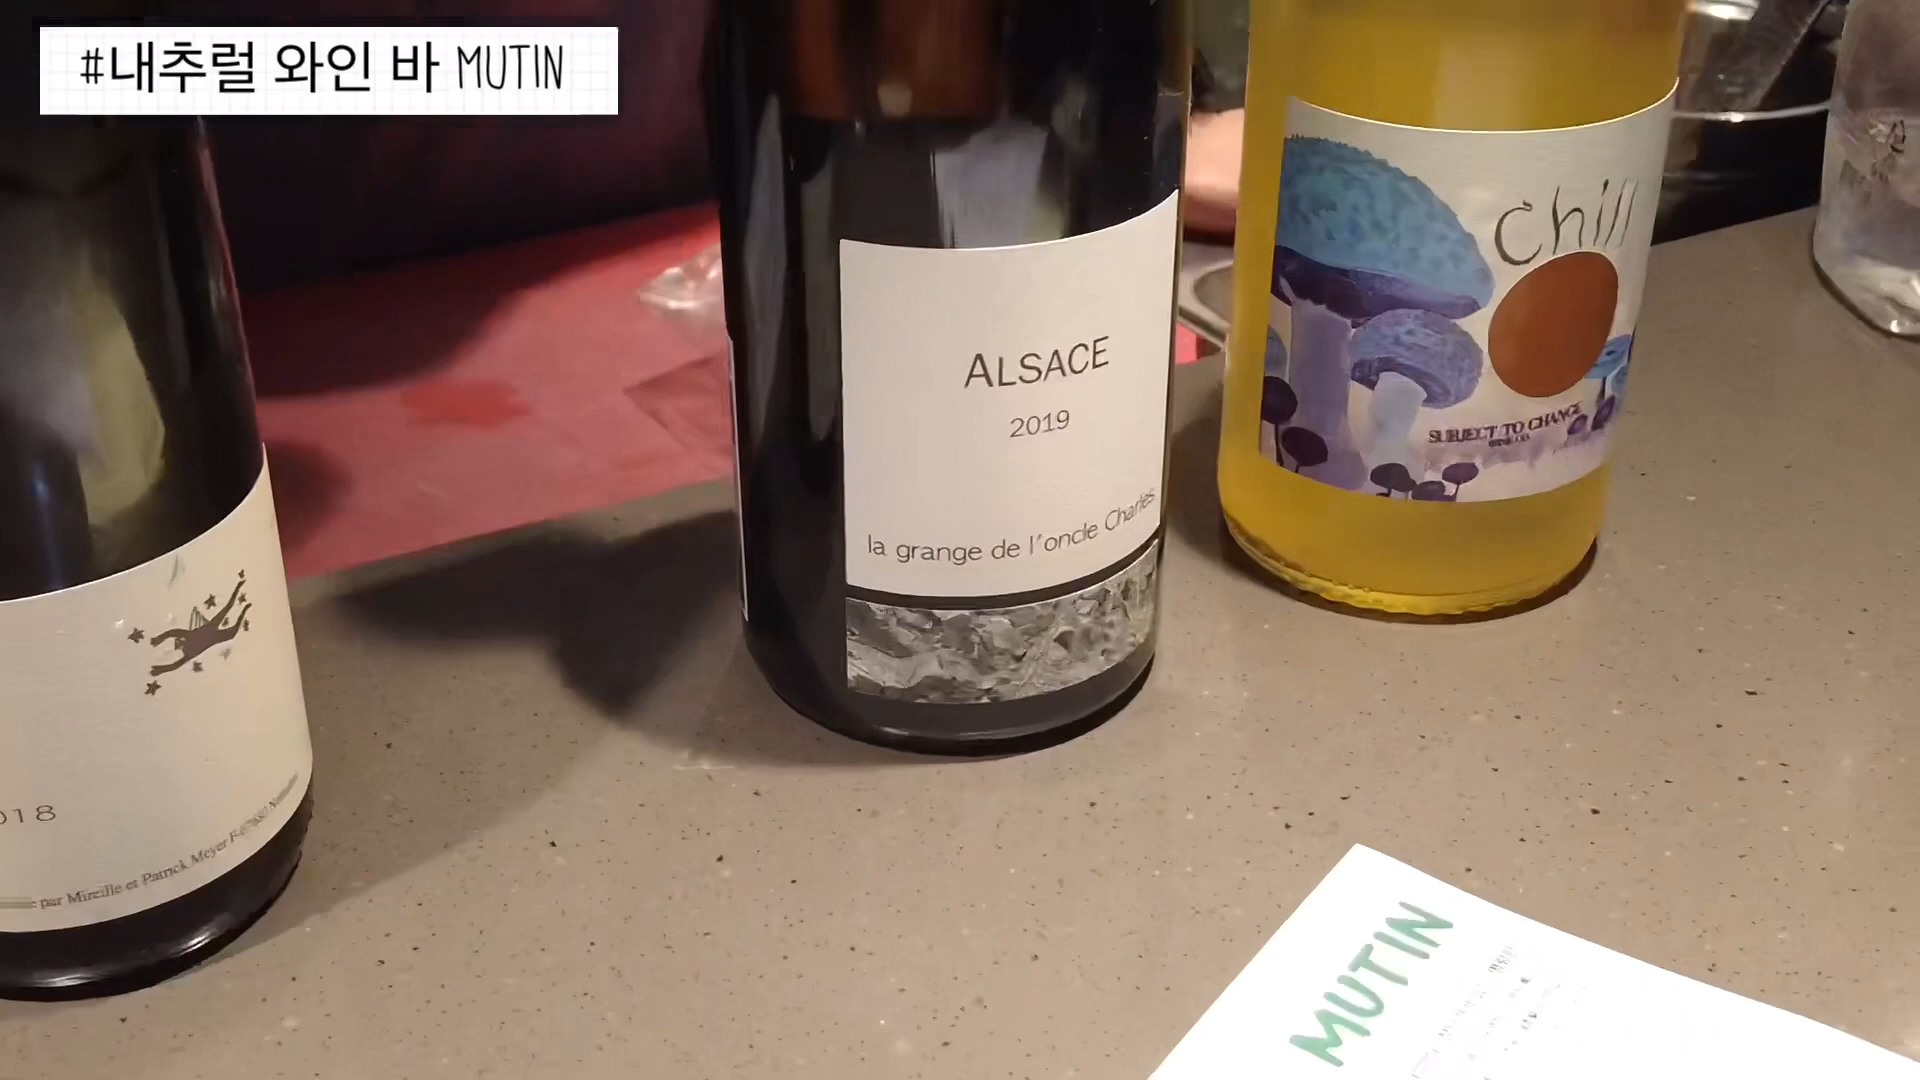 #내추럴 와인 바 MUTIN
ALSACE
2019
la grange de l'oncle Charles
Chill
SUBJECT TO CHANGE
018
par Mireille et Patrick Meyer
MUTIN